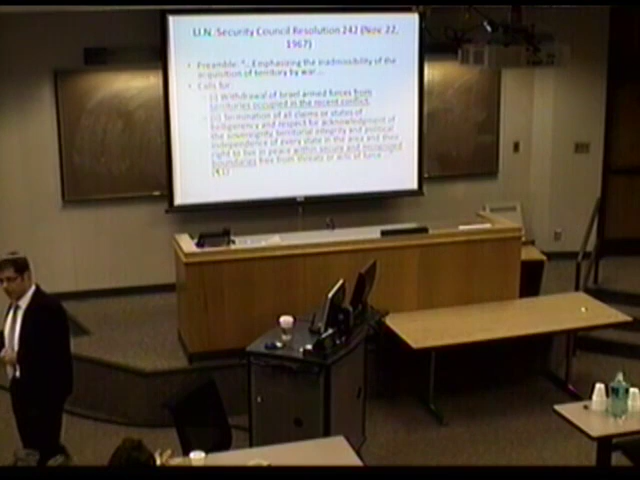 U.N. Security Council Resolution 242 (Nov 22,
1967)
• Preamble: "... Emphasizing the inadmissibility of the
acquisition of territory by war ...
• Calls for:
(i) Withdrawal of Israel armed forces from
territories occupied in the recent conflict;
(ii) Termination of all claims or states of
belligerency and respect for acknowledgment of
the sovereignty, territorial integrity and political
independence of every state in the area and their
right to live in peace within secure and recognized
boundaries free from threats or acts of force ..."
(¶ 1)